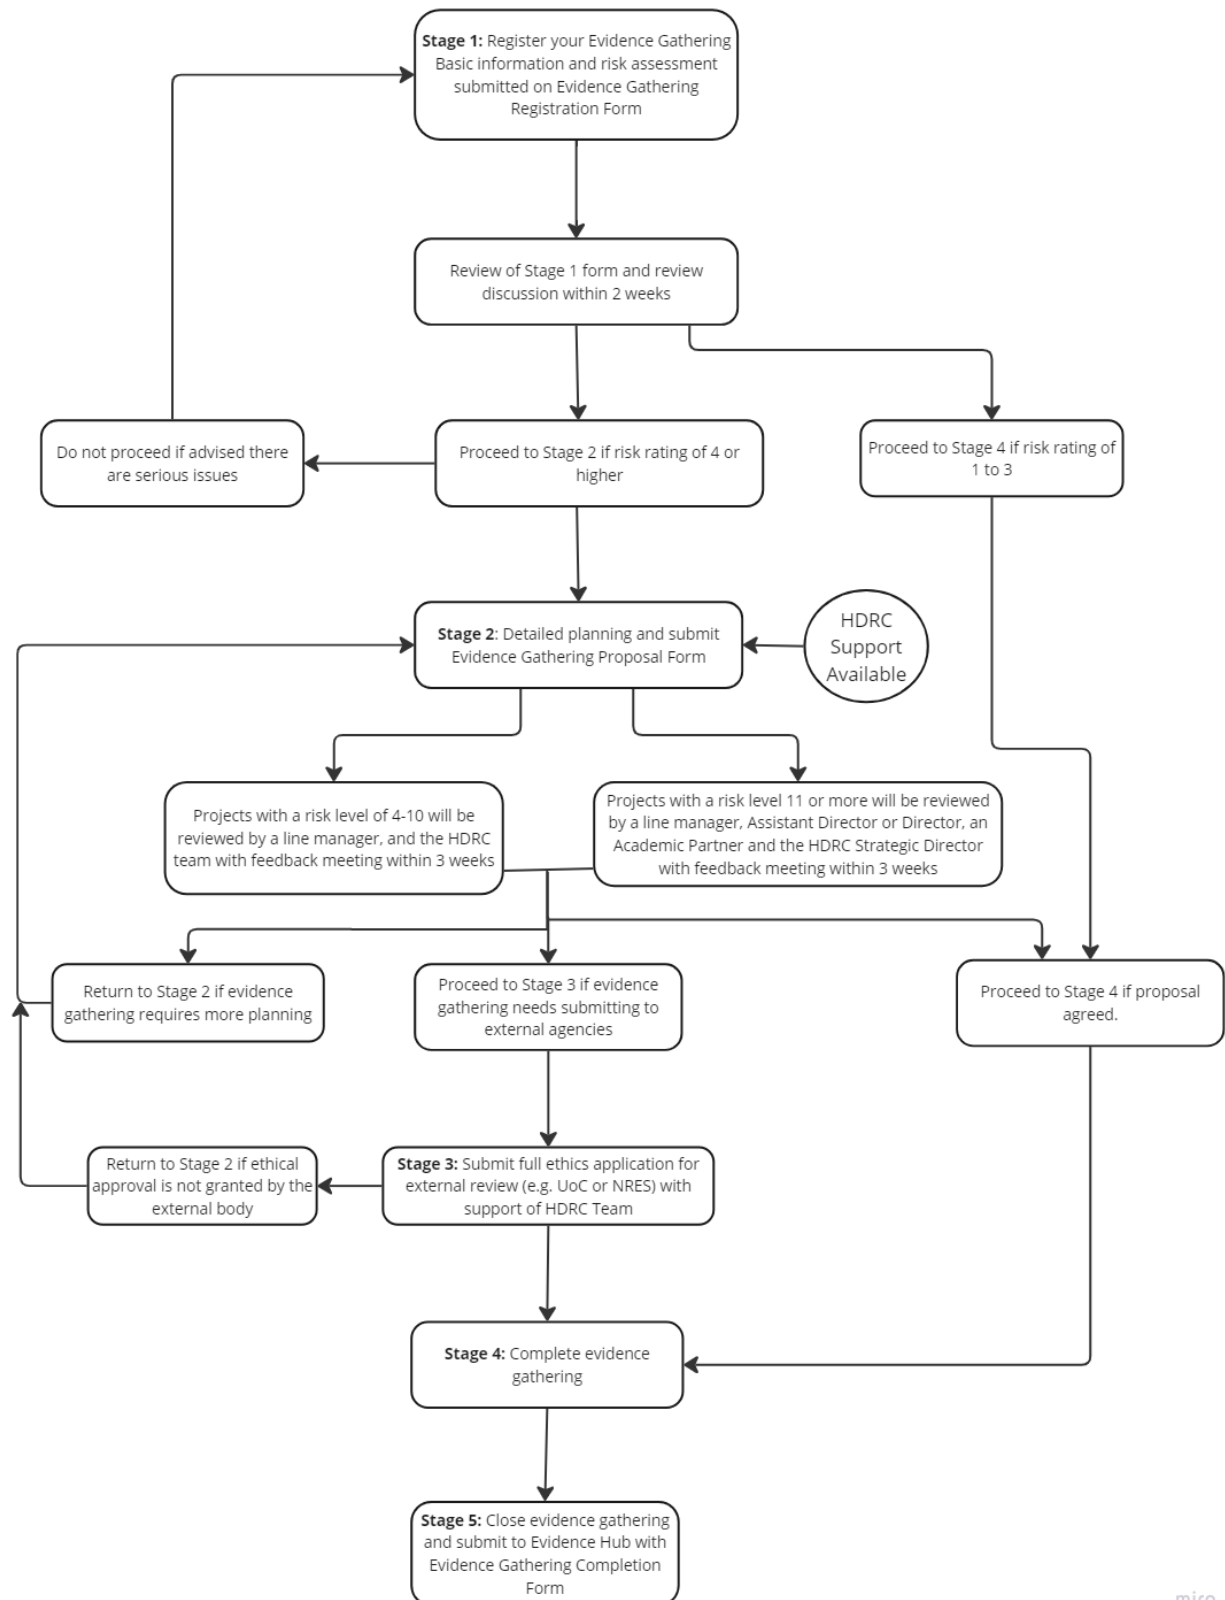 Stage 1: Register your Evidence Gathering
Basic information and risk assessment
submitted on Evidence Gathering
Registration Form
Review of Stage 1 form and review
discussion within 2 weeks
Do not proceed if advised there
are serious issues
Proceed to Stage 2 if risk rating of 4 or
higher
Proceed to Stage 4 if risk rating of
1 to 3
Stage 2: Detailed planning and submit
Evidence Gathering Proposal Form
HDRC
Support
Available
Projects with a risk level of 4-10 will be
reviewed by a line manager, and the HDRC
team with feedback meeting within 3 weeks
Projects with a risk level 11 or more will be reviewed
by a line manager, Assistant Director or Director, an
Academic Partner and the HDRC Strategic Director
with feedback meeting within 3 weeks
Return to Stage 2 if evidence
gathering requires more planning
Proceed to Stage 3 if evidence
gathering needs submitting to
external agencies
Proceed to Stage 4 if proposal
agreed.
Return to Stage 2 if ethical
approval is not granted by the
external body
Stage 3: Submit full ethics application for
external review (e.g. UoC or NRES) with
support of HDRC Team
Stage 4: Complete evidence
gathering
Stage 5: Close evidence gathering
and submit to Evidence Hub with
Evidence Gathering Completion
Form
miro